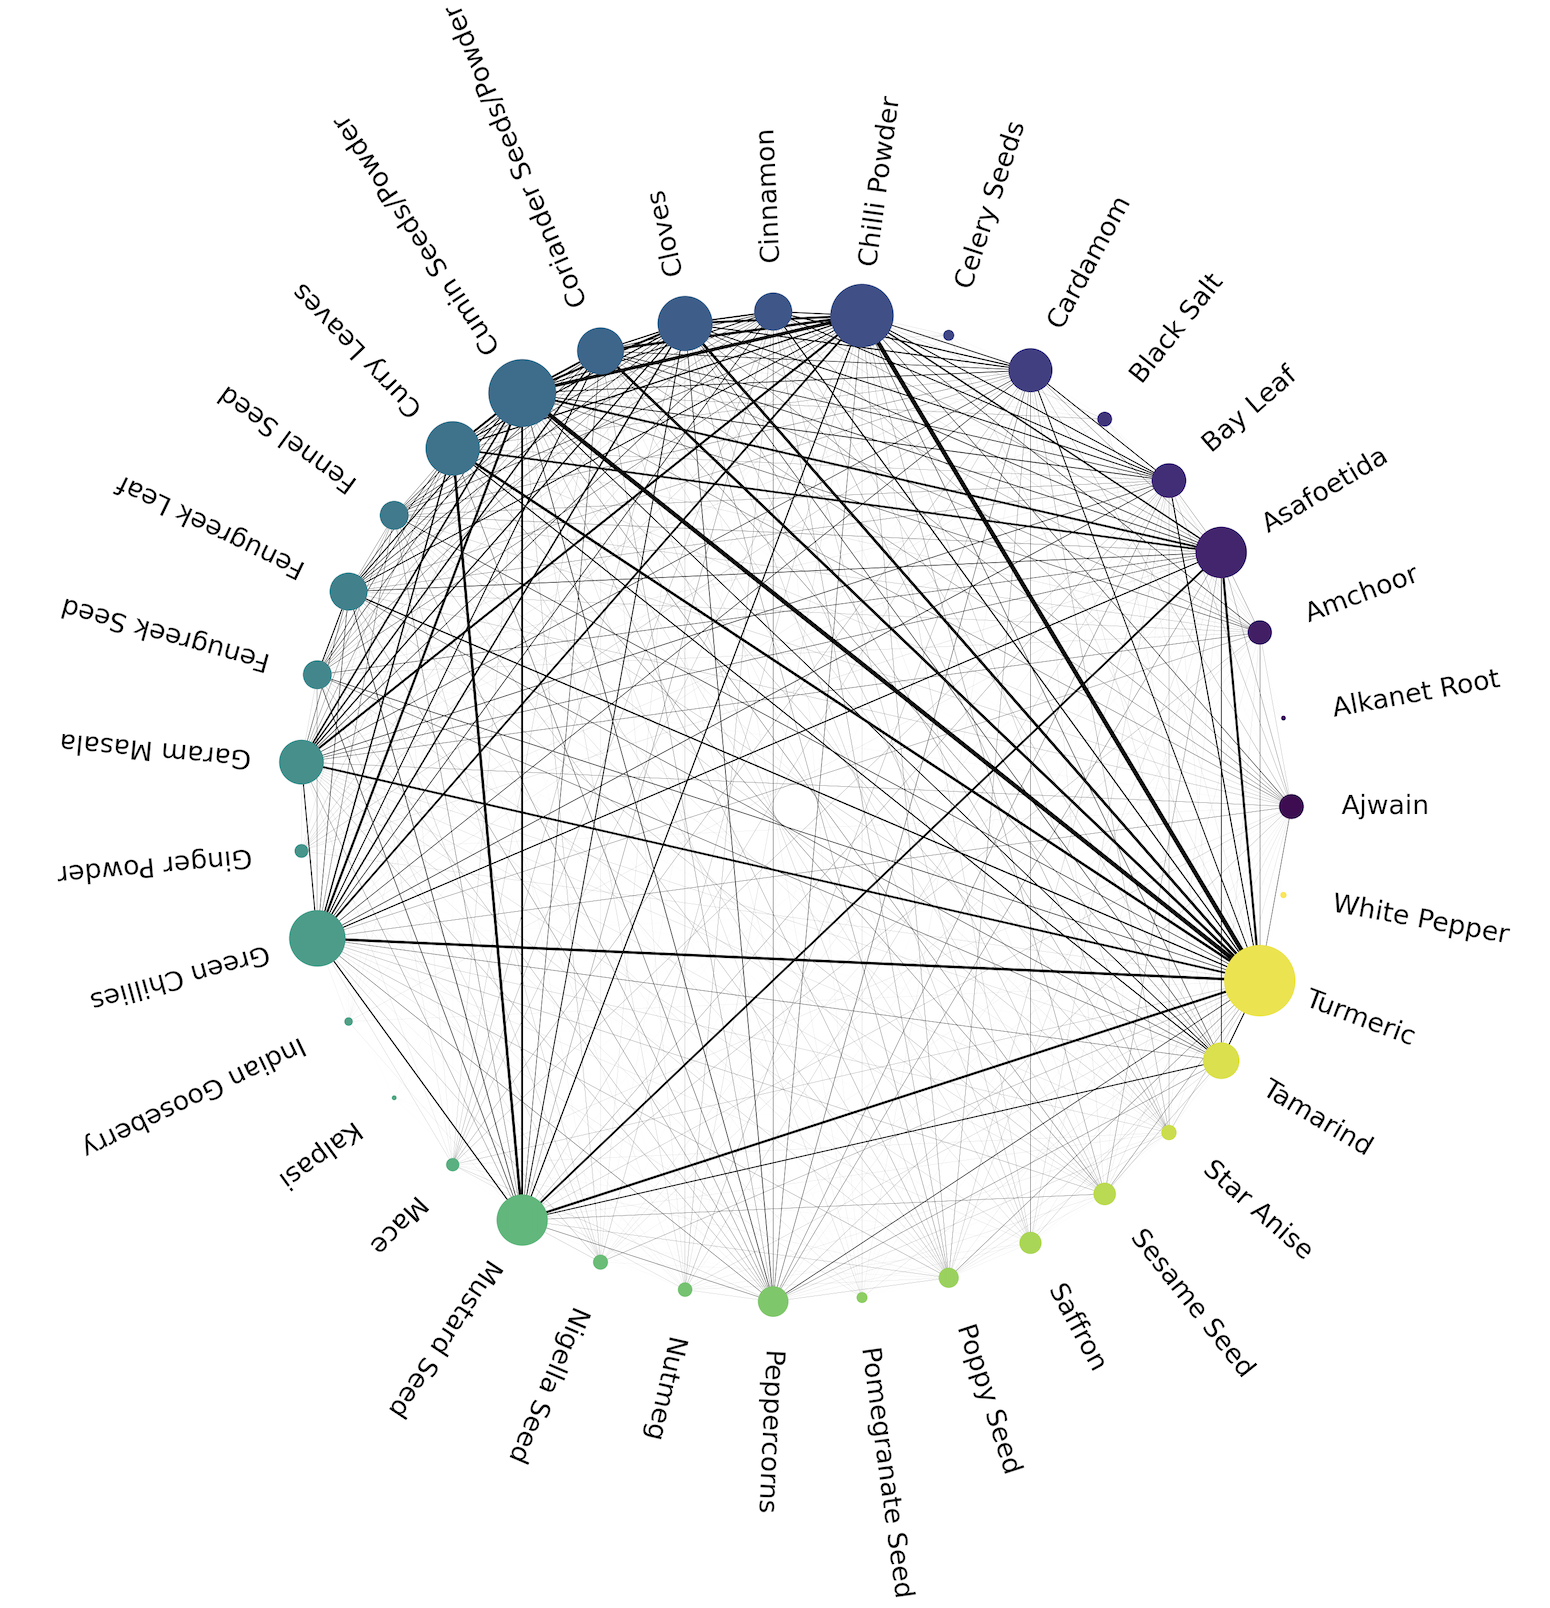 Ajwain
Alkanet Root
Amchoor
Asafoetida
Bay Leaf
Black Salt
Cardamom
Celery Seeds
Chilli Powder
Cinnamon
Cloves
Coriander Seeds/Powder
Cumin Seeds/Powder
Curry Leaves
Fennel Seed
Fenugreek Leaf
Fenugreek Seed
Garam Masala
Ginger Powder
Green Chillies
Indian Gooseberry
Kalpasi
Mace
Mustard Seed
Nigella Seed
Nutmeg
Peppercorns
Pomegranate Seed
Poppy Seed
Saffron
Sesame Seed
Star Anise
Tamarind
Turmeric
White Pepper